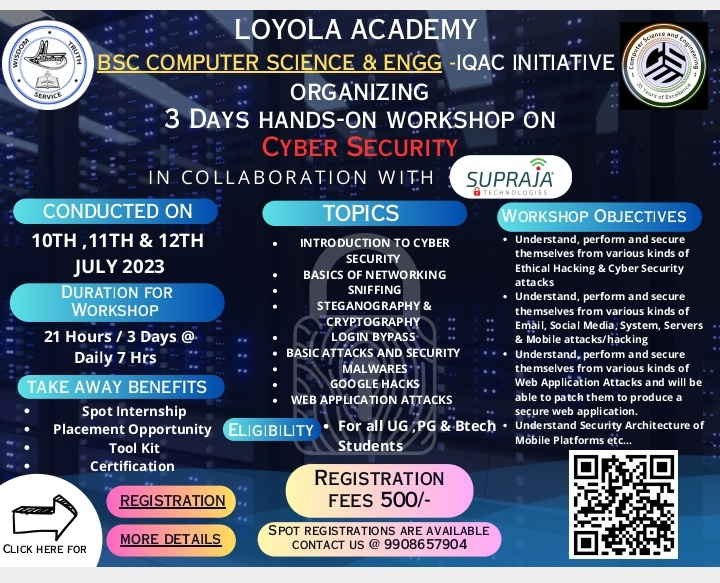 LOYOLA ACADEMY
BSC COMPUTER SCIENCE & ENGG -IQAC INITIATIVE
ORGANIZING
3 DAYS HANDS-ON WORKSHOP ON
CYBER SECURITY
IN COLLABORATION WITH
SUPRAJA
TECHNOLOGIES
WISDOM TRUTH
SERVICE
Computer Science and Engineering
Years of Excellence
CONDUCTED ON
10TH ,11TH & 12TH
JULY 2023
DURATION FOR
WORKSHOP
21 Hours / 3 Days @
Daily 7 Hrs
TAKE AWAY BENEFITS
• Spot Internship
• Placement Opportunity
• Tool Kit
• Certification
TOPICS
• INTRODUCTION TO CYBER
SECURITY
• BASICS OF NETWORKING
• SNIFFING
• STEGANOGRAPHY &
CRYPTOGRAPHY
• LOGIN BYPASS
• BASIC ATTACKS AND SECURITY
• MALWARES
• GOOGLE HACKS
• WEB APPLICATION ATTACKS
ELIGIBILITY
• For all UG ,PG & Btech
Students
WORKSHOP OBJECTIVES
• Understand, perform and secure
themselves from various kinds of
Ethical Hacking & Cyber Security
attacks
• Understand, perform and secure
themselves from various kinds of
Email, Social Media, System, Servers
& Mobile attacks/hacking
• Understand, perform and secure
themselves from various kinds of
Web Application Attacks and will be
able to patch them to produce a
secure web application.
• Understand Security Architecture of
Mobile Platforms etc...
CLICK HERE FOR
REGISTRATION
MORE DETAILS
REGISTRATION
FEES 500/-
SPOT REGISTRATIONS ARE AVAILABLE
CONTACT US @ 9908657904